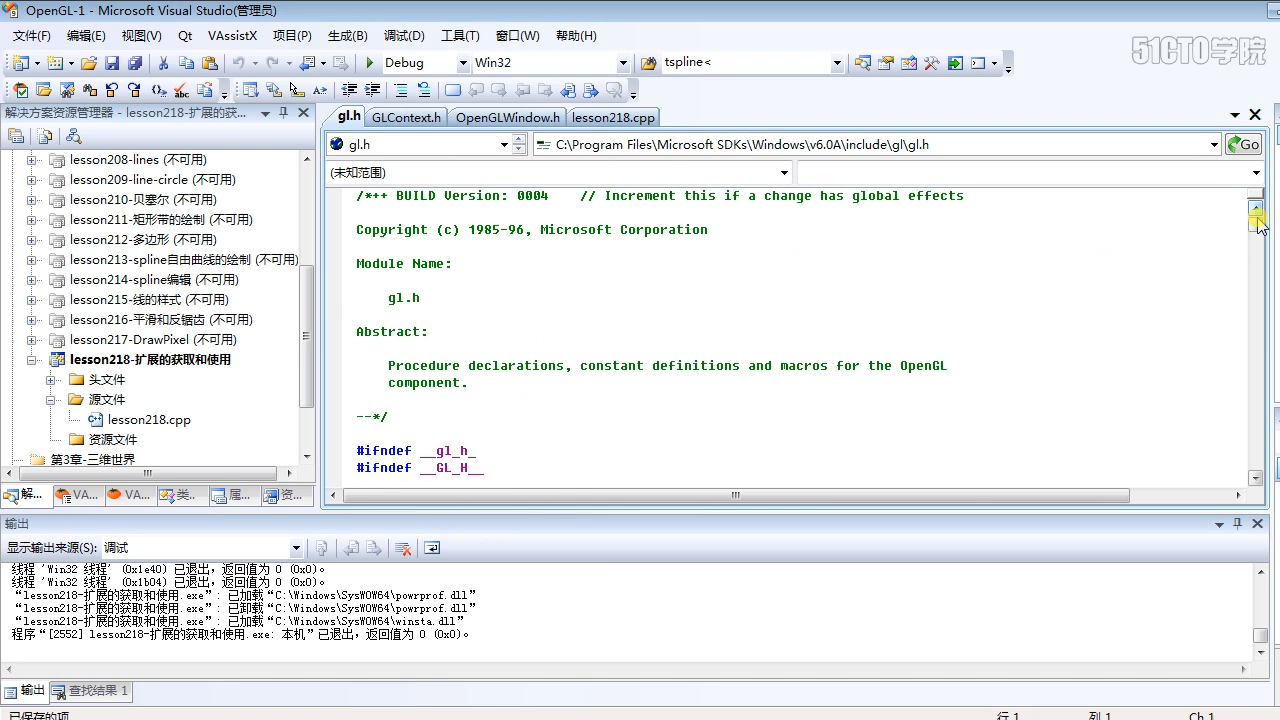 OpenGL-1 - Microsoft Visual Studio(管理员)
文件(F) 编辑(E) 视图(V) Qt VAssistX 项目(P) 生成(B) 调试(D) 工具(T) 窗口(W) 帮助(H)
51CTO学院
Debug Win32 tspline<
解决方案资源管理器 - lesson218-扩展的获...
lesson208-lines (不可用)
lesson209-line-circle (不可用)
lesson210-贝塞尔 (不可用)
lesson211-矩形带的绘制 (不可用)
lesson212-多边形 (不可用)
lesson213-spline自由曲线的绘制 (不可用)
lesson214-spline编辑 (不可用)
lesson215-线的样式 (不可用)
lesson216-平滑和反锯齿 (不可用)
lesson217-DrawPixel (不可用)
lesson218-扩展的获取和使用
头文件
源文件
lesson218.cpp
资源文件
第3章-三维世界
解... VA... VA... 类... 属... 资...
gl.h GLContext.h OpenGLWindow.h lesson218.cpp
gl.h C:\Program Files\Microsoft SDKs\Windows\v6.0A\include\gl\gl.h Go
(未知范围)
/*++ BUILD Version: 0004    // Increment this if a change has global effects
Copyright (c) 1985-96, Microsoft Corporation
Module Name:
gl.h
Abstract:
Procedure declarations, constant definitions and macros for the OpenGL
component.
--*/
#ifndef __gl_h_
#ifndef __GL_H__
输出
显示输出来源(S): 调试
线程 'Win32 线程' (0x1e40) 已退出，返回值为 0 (0x0)。
线程 'Win32 线程' (0x1b04) 已退出，返回值为 0 (0x0)。
“lesson218-扩展的获取和使用.exe”: 已加载“C:\Windows\SysWOW64\powrprof.dll”
“lesson218-扩展的获取和使用.exe”: 已卸载“C:\Windows\SysWOW64\powrprof.dll”
“lesson218-扩展的获取和使用.exe”: 已加载“C:\Windows\SysWOW64\winsta.dll”
程序“[2552] lesson218-扩展的获取和使用.exe: 本机”已退出，返回值为 0 (0x0)。
输出 查找结果 1
已保存的项 行 1 列 1 Ch 1